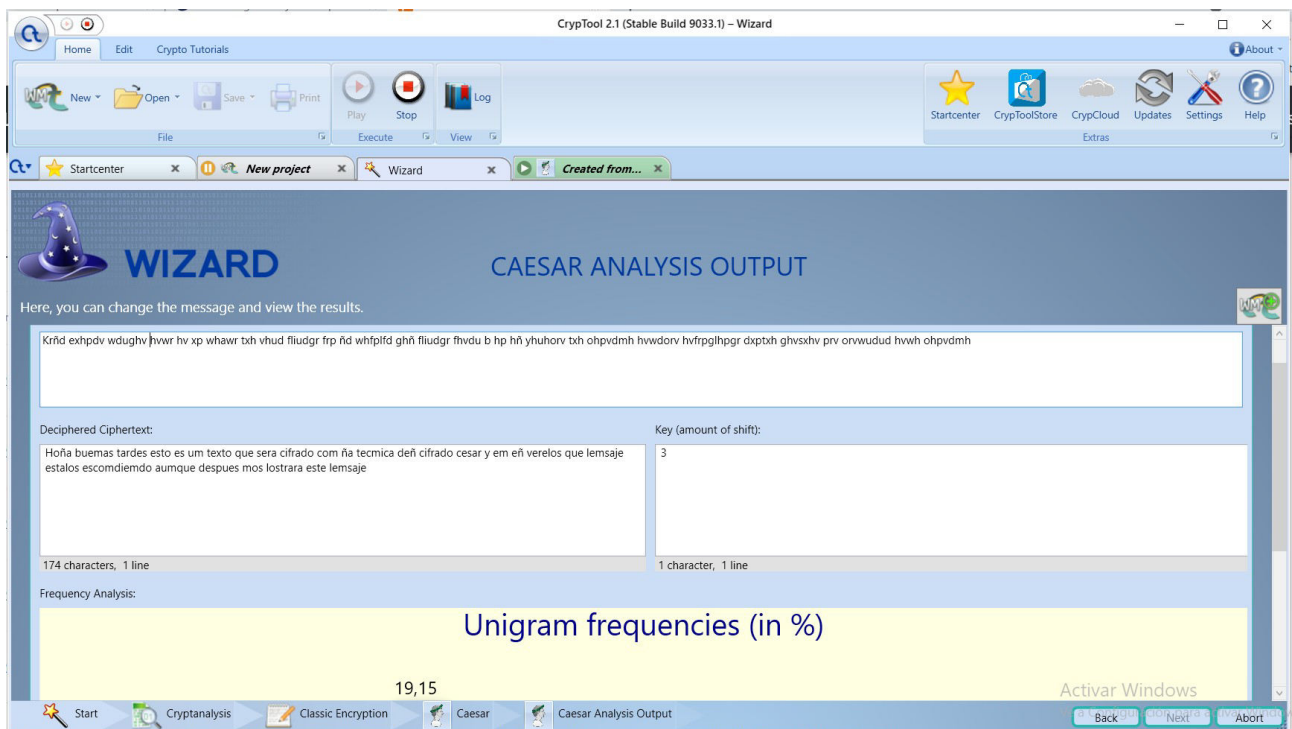 CrypTool 2.1 (Stable Build 9033.1) – Wizard
Home Edit Crypto Tutorials About
New Open Save Print Play Stop Log Startcenter CrypToolStore CrypCloud Updates Settings Help
File Execute View Extras
Startcenter New project Wizard Created from...
WIZARD
CAESAR ANALYSIS OUTPUT
Here, you can change the message and view the results.
Krñd exhpdv wdughv hvwr hv xp whawr txh vhud fliudgr frp ñd whfplfd ghñ fliudgr fhvdu b hp hñ yhuhorv txh ohpvdmh hvwdorv hvfrpglhpgr dxptxh ghvsxhv prv orvwudud hvwh ohpvdmh
Deciphered Ciphertext:
Key (amount of shift):
Hoña buemas tardes esto es um texto que sera cifrado com ña tecmica deñ cifrado cesar y em eñ verelos que lemsaje
estalos escomdiemdo aumque despues mos lostrara este lemsaje
3
174 characters, 1 line
1 character, 1 line
Frequency Analysis:
Unigram frequencies (in %)
19,15
Activar Windows
Start Cryptanalysis Classic Encryption Caesar Caesar Analysis Output
Back Next Abort